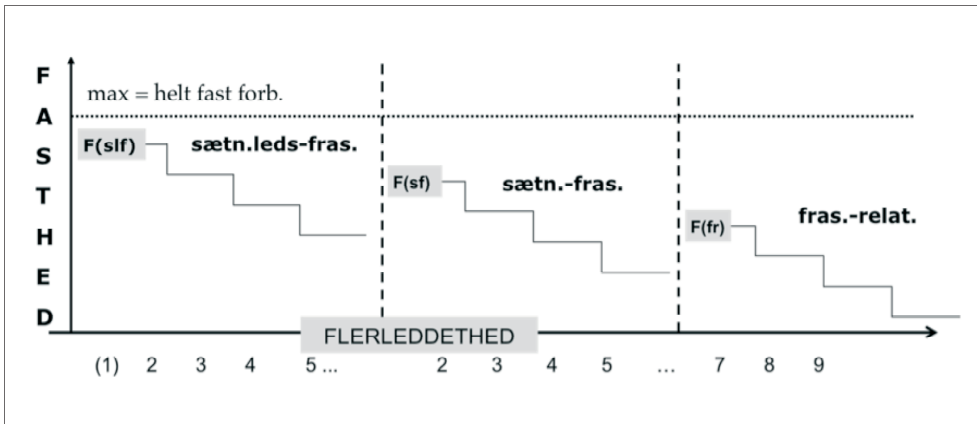 FASTHED
max = helt fast forb.
F(slf)
sætn.leds-fras.
F(sf)
sætn.-fras.
F(fr)
fras.-relat.
FLERLEDDETHED
(1) 2 3 4 5 ... 2 3 4 5 ... 7 8 9